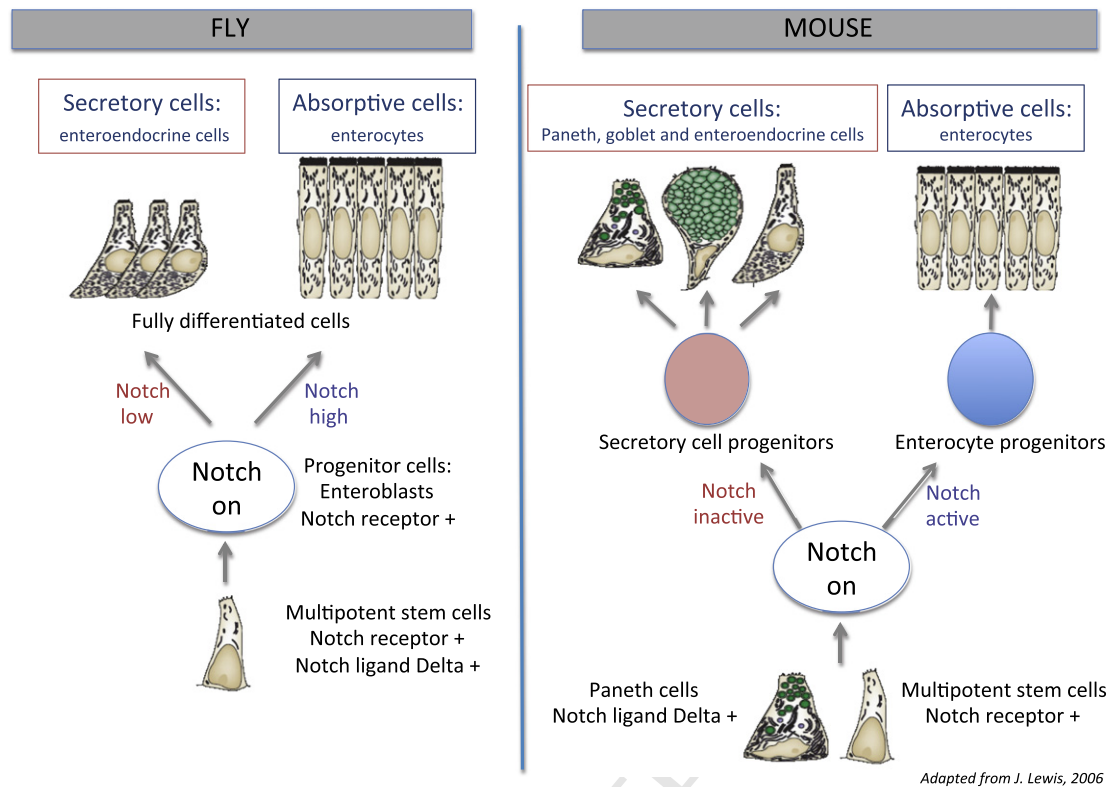 FLY
Secretory cells:
enteroendocrine cells
Absorptive cells:
enterocytes
Fully differentiated cells
Notch
low
Notch
high
Notch
on
Progenitor cells:
Enteroblasts
Notch receptor +
Multipotent stem cells
Notch receptor +
Notch ligand Delta +
MOUSE
Secretory cells:
Paneth, goblet and enteroendocrine cells
Absorptive cells:
enterocytes
Secretory cell progenitors
Enterocyte progenitors
Notch
inactive
Notch
active
Notch
on
Paneth cells
Notch ligand Delta +
Multipotent stem cells
Notch receptor +
Adapted from J. Lewis, 2006